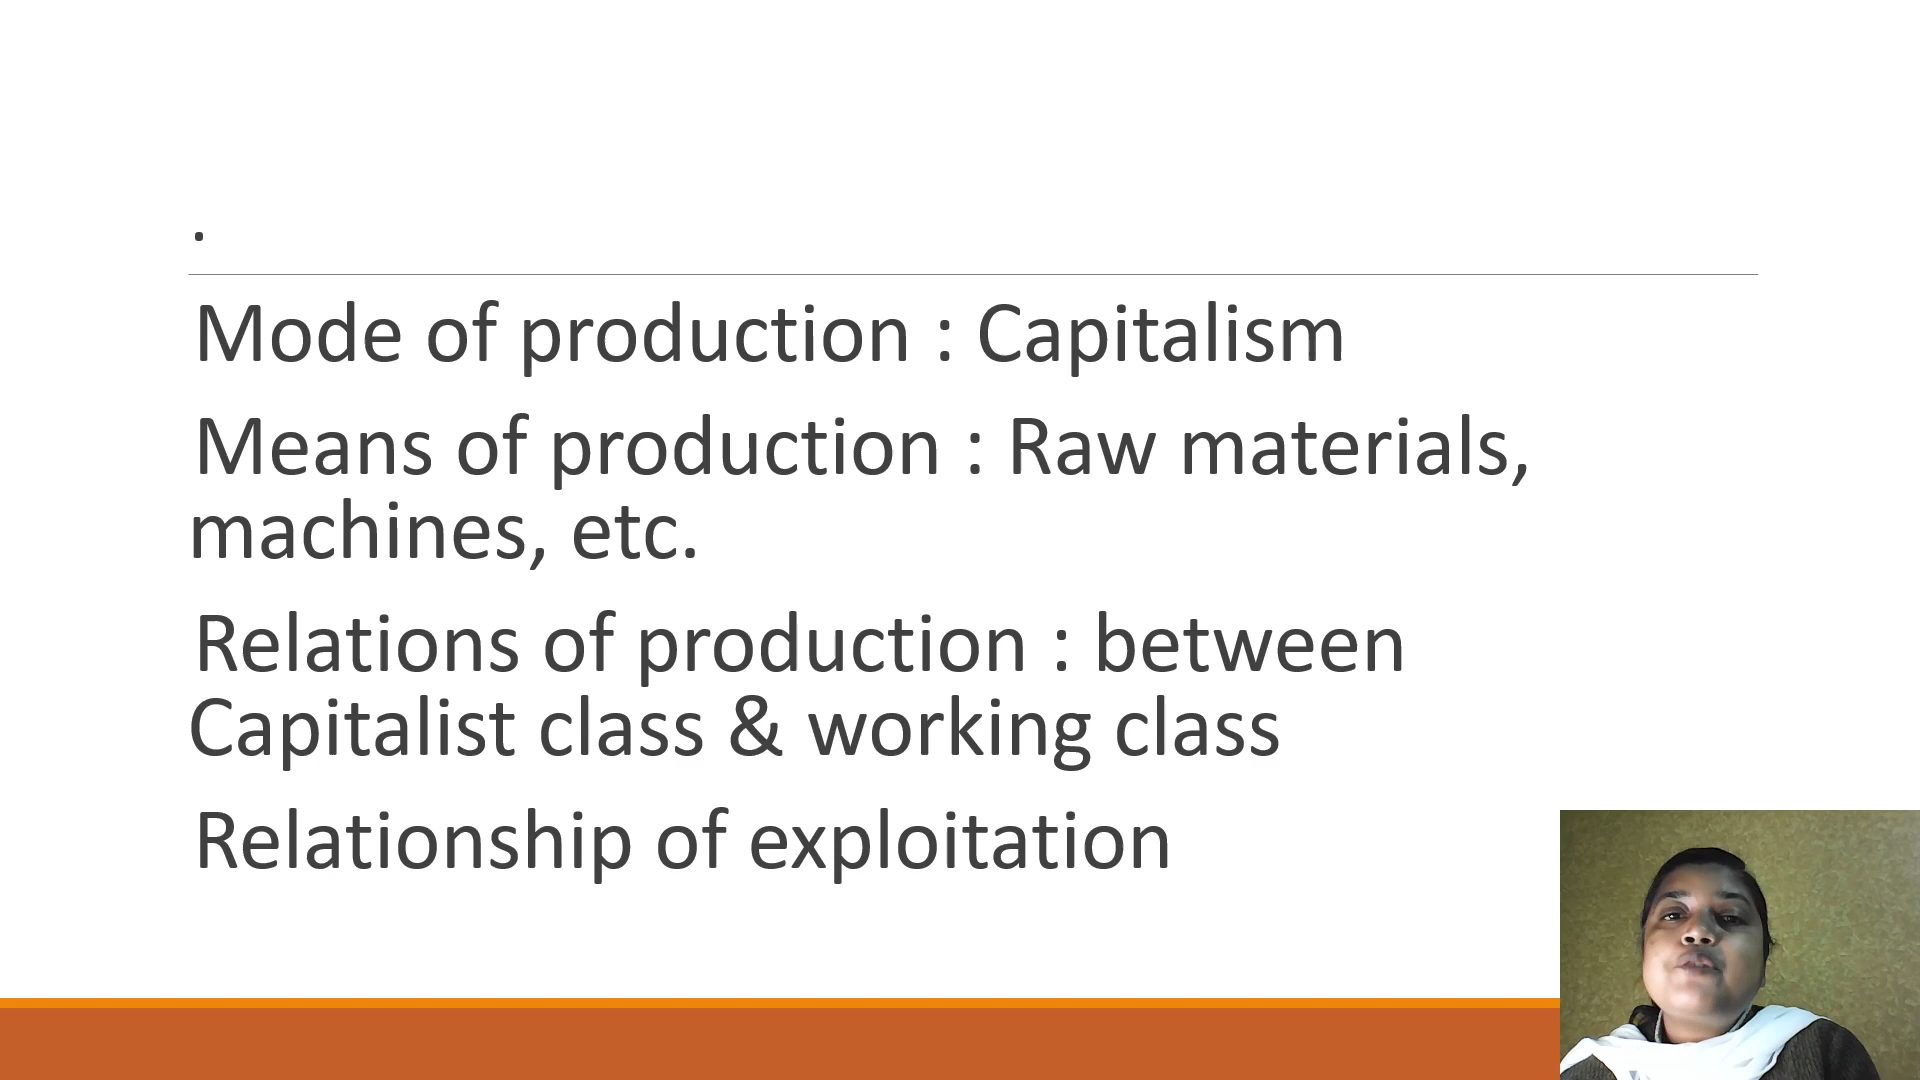 .
Mode of production : Capitalism
Means of production : Raw materials,
machines, etc.
Relations of production : between
Capitalist class & working class
Relationship of exploitation